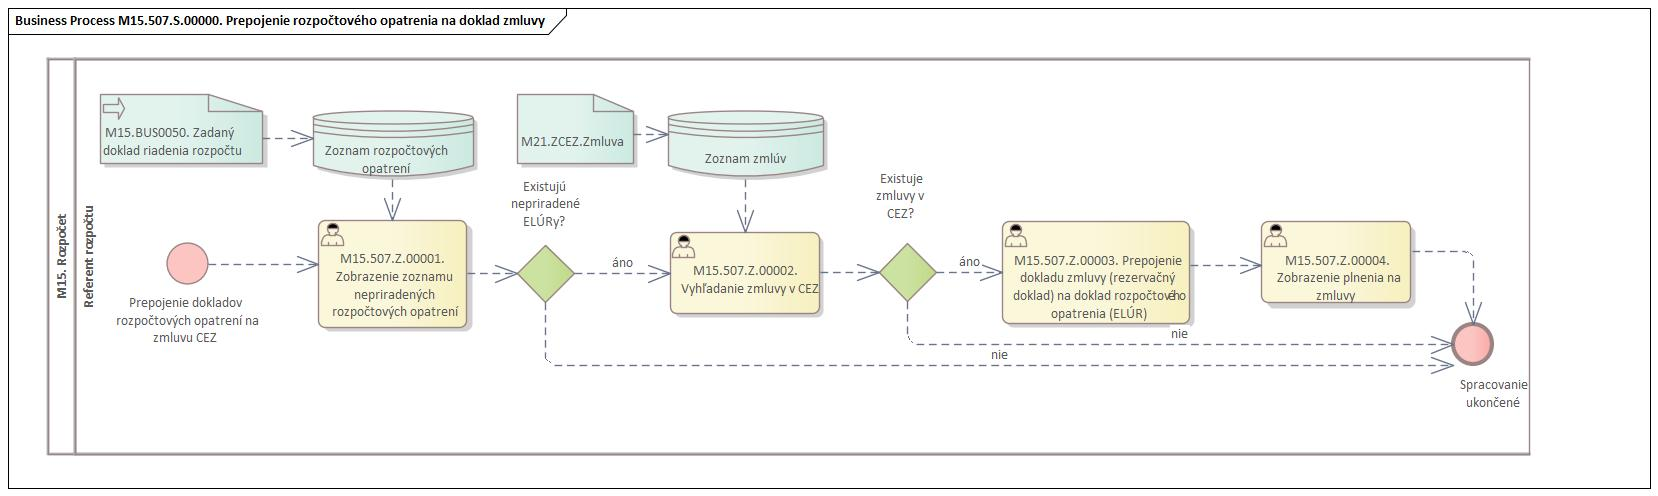 Business Process M15.507.S.00000. Prepojenie rozpočtového opatrenia na doklad zmluvy
M15. Rozpočet
Referent rozpočtu
M15.BUS0050. Zadaný
doklad riadenia rozpočtu
Zoznam rozpočtových
opatrení
M21.ZCEZ.Zmluva
Zoznam zmlúv
Prepojenie dokladov
rozpočtových opatrení na
zmluvu CEZ
M15.507.Z.00001.
Zobrazenie zoznamu
nepriradených
rozpočtových opatrení
Existujú
nepriradené
ELÚRy?
áno
M15.507.Z.00002.
Vyhľadanie zmluvy v CEZ
Existuje
zmluvy v
CEZ?
áno
M15.507.Z.00003. Prepojenie
dokladu zmluvy (rezervačný
doklad) na doklad rozpočtového
opatrenia (ELÚR)
M15.507.Z.00004.
Zobrazenie plnenia na
zmluvy
nie
nie
Spracovanie
ukončené